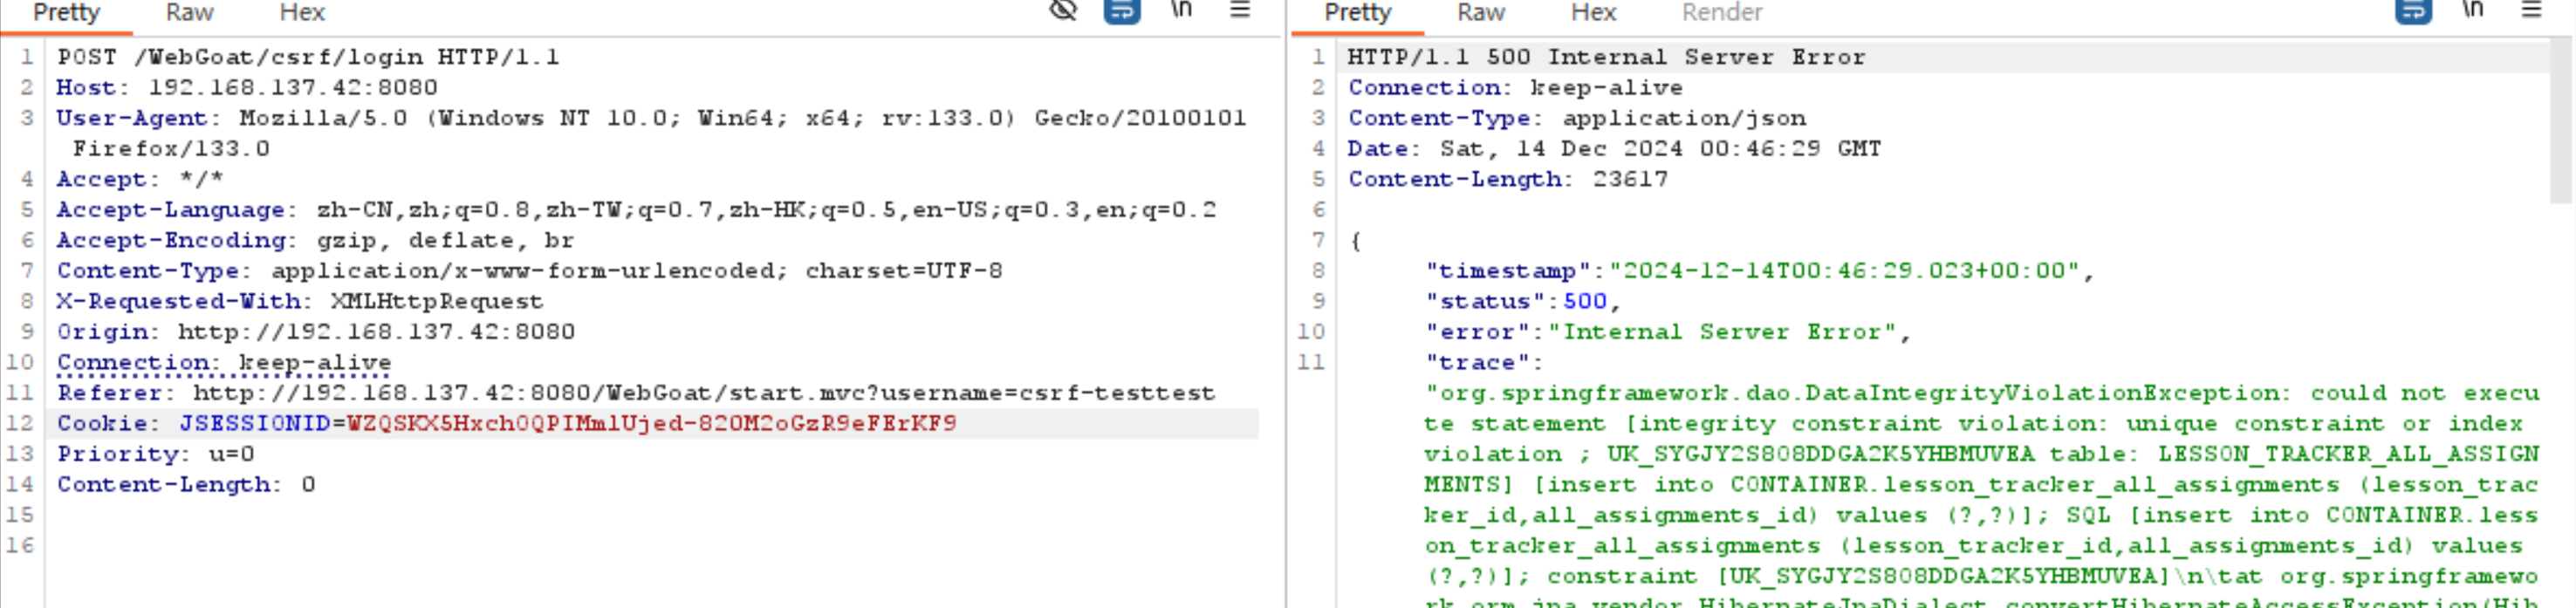 Pretty Raw Hex \n
1 POST /WebGoat/csrf/login HTTP/1.1
2 Host: 192.168.137.42:8080
3 User-Agent: Mozilla/5.0 (Windows NT 10.0; Win64; x64; rv:133.0) Gecko/20100101
Firefox/133.0
4 Accept: */*
5 Accept-Language: zh-CN,zh;q=0.8,zh-TW;q=0.7,zh-HK;q=0.5,en-US;q=0.3,en;q=0.2
6 Accept-Encoding: gzip, deflate, br
7 Content-Type: application/x-www-form-urlencoded; charset=UTF-8
8 X-Requested-With: XMLHttpRequest
9 Origin: http://192.168.137.42:8080
10 Connection: keep-alive
11 Referer: http://192.168.137.42:8080/WebGoat/start.mvc?username=csrf-testtest
12 Cookie: JSESSIONID=WZQSKX5Hxch0QPIMmlUjed-820M2oGzR9eFErKF9
13 Priority: u=0
14 Content-Length: 0
15
16
Pretty Raw Hex Render \n
1 HTTP/1.1 500 Internal Server Error
2 Connection: keep-alive
3 Content-Type: application/json
4 Date: Sat, 14 Dec 2024 00:46:29 GMT
5 Content-Length: 23617
6
7 {
8 "timestamp":"2024-12-14T00:46:29.023+00:00",
9 "status":500,
10 "error":"Internal Server Error",
11 "trace":
"org.springframework.dao.DataIntegrityViolationException: could not execu
te statement [integrity constraint violation: unique constraint or index
violation ; UK_SYGJY2S808DDGA2K5YHBMUVEA table: LESSON_TRACKER_ALL_ASSIGN
MENTS] [insert into CONTAINER.lesson_tracker_all_assignments (lesson_trac
ker_id,all_assignments_id) values (?,?)]; SQL [insert into CONTAINER.less
on_tracker_all_assignments (lesson_tracker_id,all_assignments_id) values
(?,?)]; constraint [UK_SYGJY2S808DDGA2K5YHBMUVEA]\n\tat org.springframewo
rk.orm.jpa.vendor.HibernateJpaDialect.convertHibernateAccessException(Hib